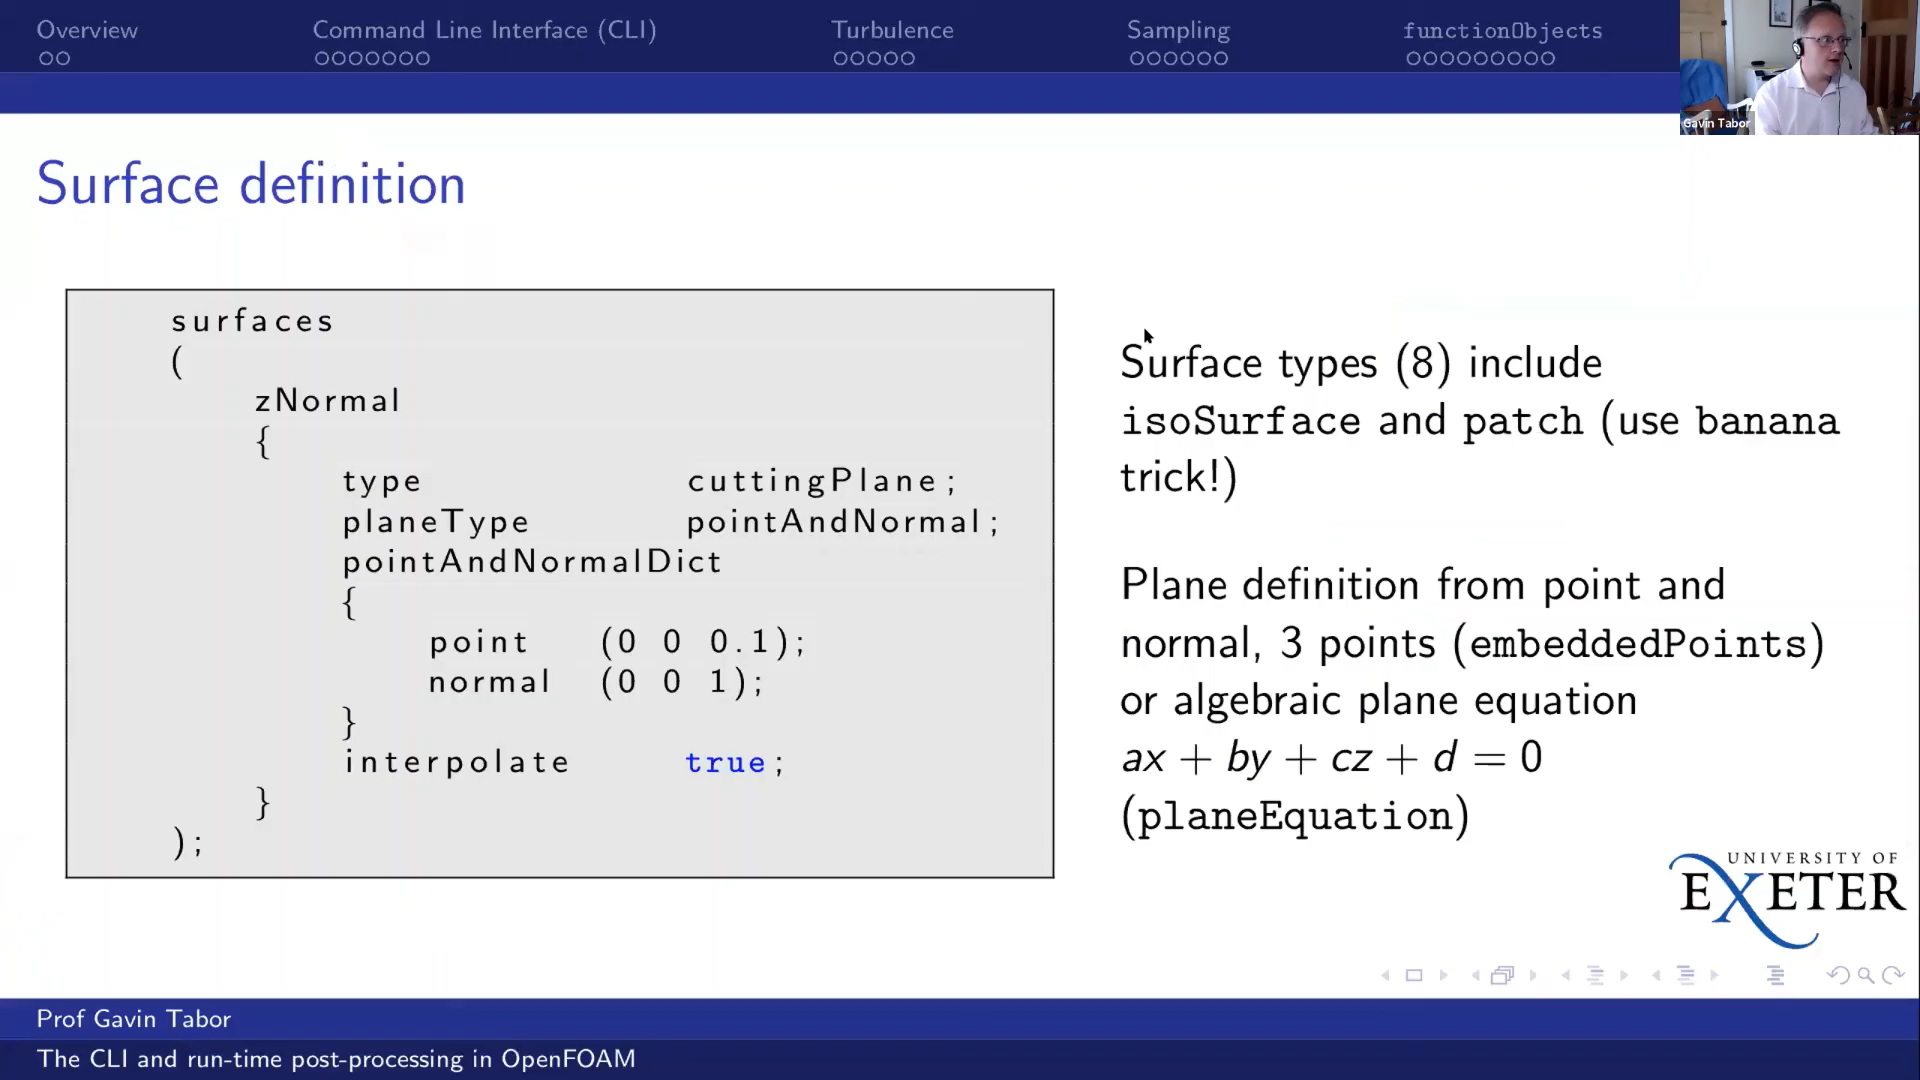 Overview
Command Line Interface (CLI)
Turbulence
Sampling
functionObjects
Gavin Tabor
Surface definition
surfaces
(
zNormal
{
type cuttingPlane;
planeType pointAndNormal;
pointAndNormalDict
{
point (0 0 0.1);
normal (0 0 1);
}
interpolate true;
}
);
Surface types (8) include
isoSurface and patch (use banana
trick!)
Plane definition from point and
normal, 3 points (embeddedPoints)
or algebraic plane equation
ax + by + cz + d = 0
(planeEquation)
UNIVERSITY OF
EXETER
Prof Gavin Tabor
The CLI and run-time post-processing in OpenFOAM